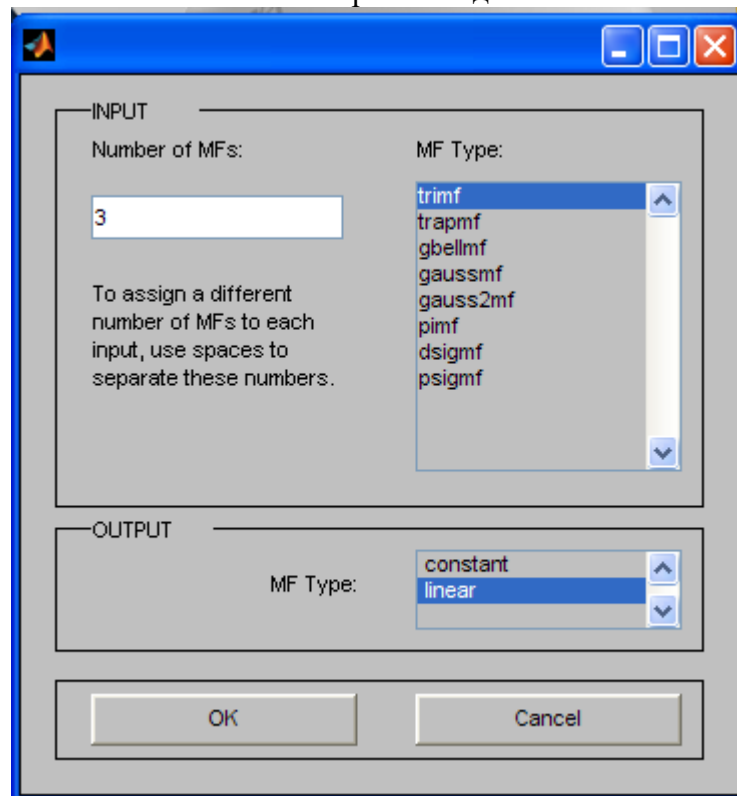 INPUT
Number of MFs:
3
To assign a different
number of MFs to each
input, use spaces to
separate these numbers.
MF Type:
trimf
trapmf
gbellmf
gaussmf
gauss2mf
pimf
dsigmf
psigmf
OUTPUT
MF Type:
constant
linear
OK
Cancel